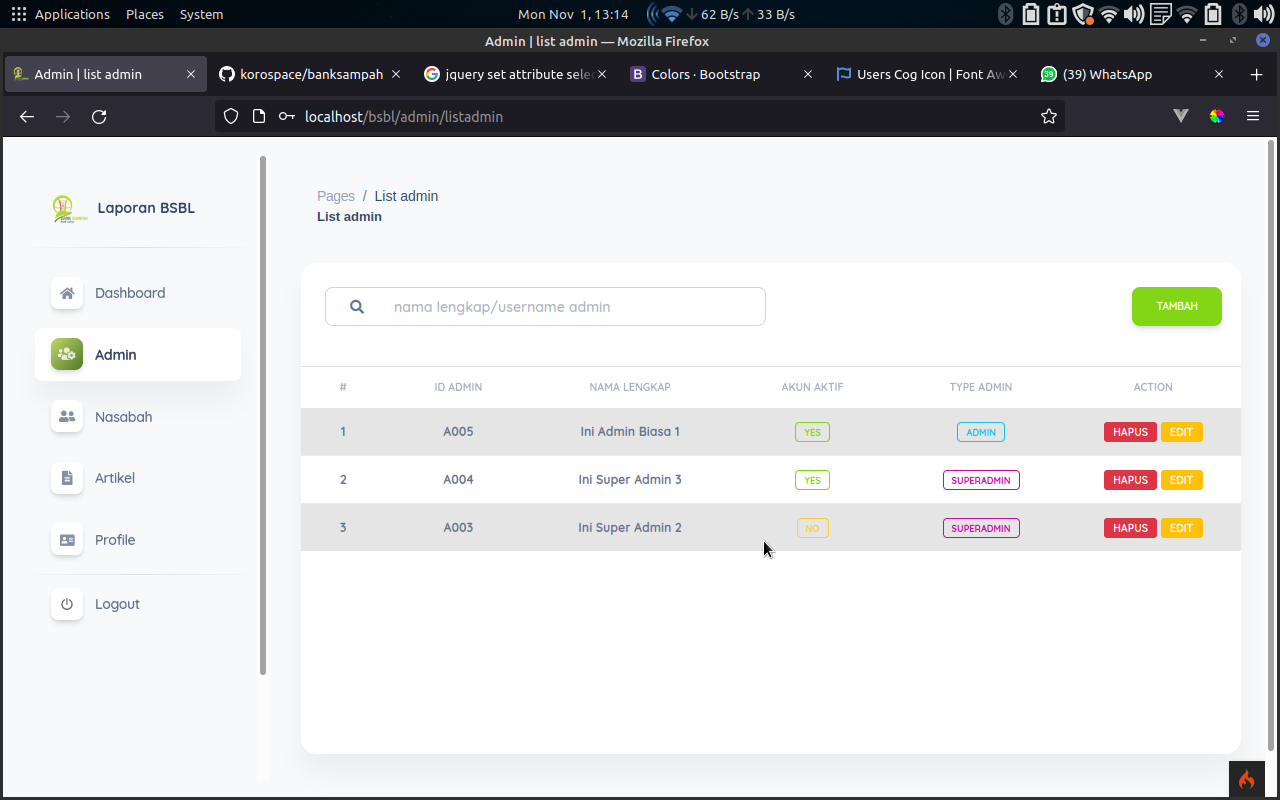 Applications Places System Mon Nov 1, 13:14 62 B/s 33 B/s
Admin | list admin — Mozilla Firefox
Admin | list admin korospace/banksampah jquery set attribute sele Colors · Bootstrap Users Cog Icon | Font Aw 39 (39) WhatsApp
localhost/bsbl/admin/listadmin
Laporan BSBL
Dashboard
Admin
Nasabah
Artikel
Profile
Logout
Pages / List admin
List admin
nama lengkap/username admin TAMBAH
# ID ADMIN NAMA LENGKAP AKUN AKTIF TYPE ADMIN ACTION
1 A005 Ini Admin Biasa 1 YES ADMIN HAPUS EDIT
2 A004 Ini Super Admin 3 YES SUPERADMIN HAPUS EDIT
3 A003 Ini Super Admin 2 NO SUPERADMIN HAPUS EDIT